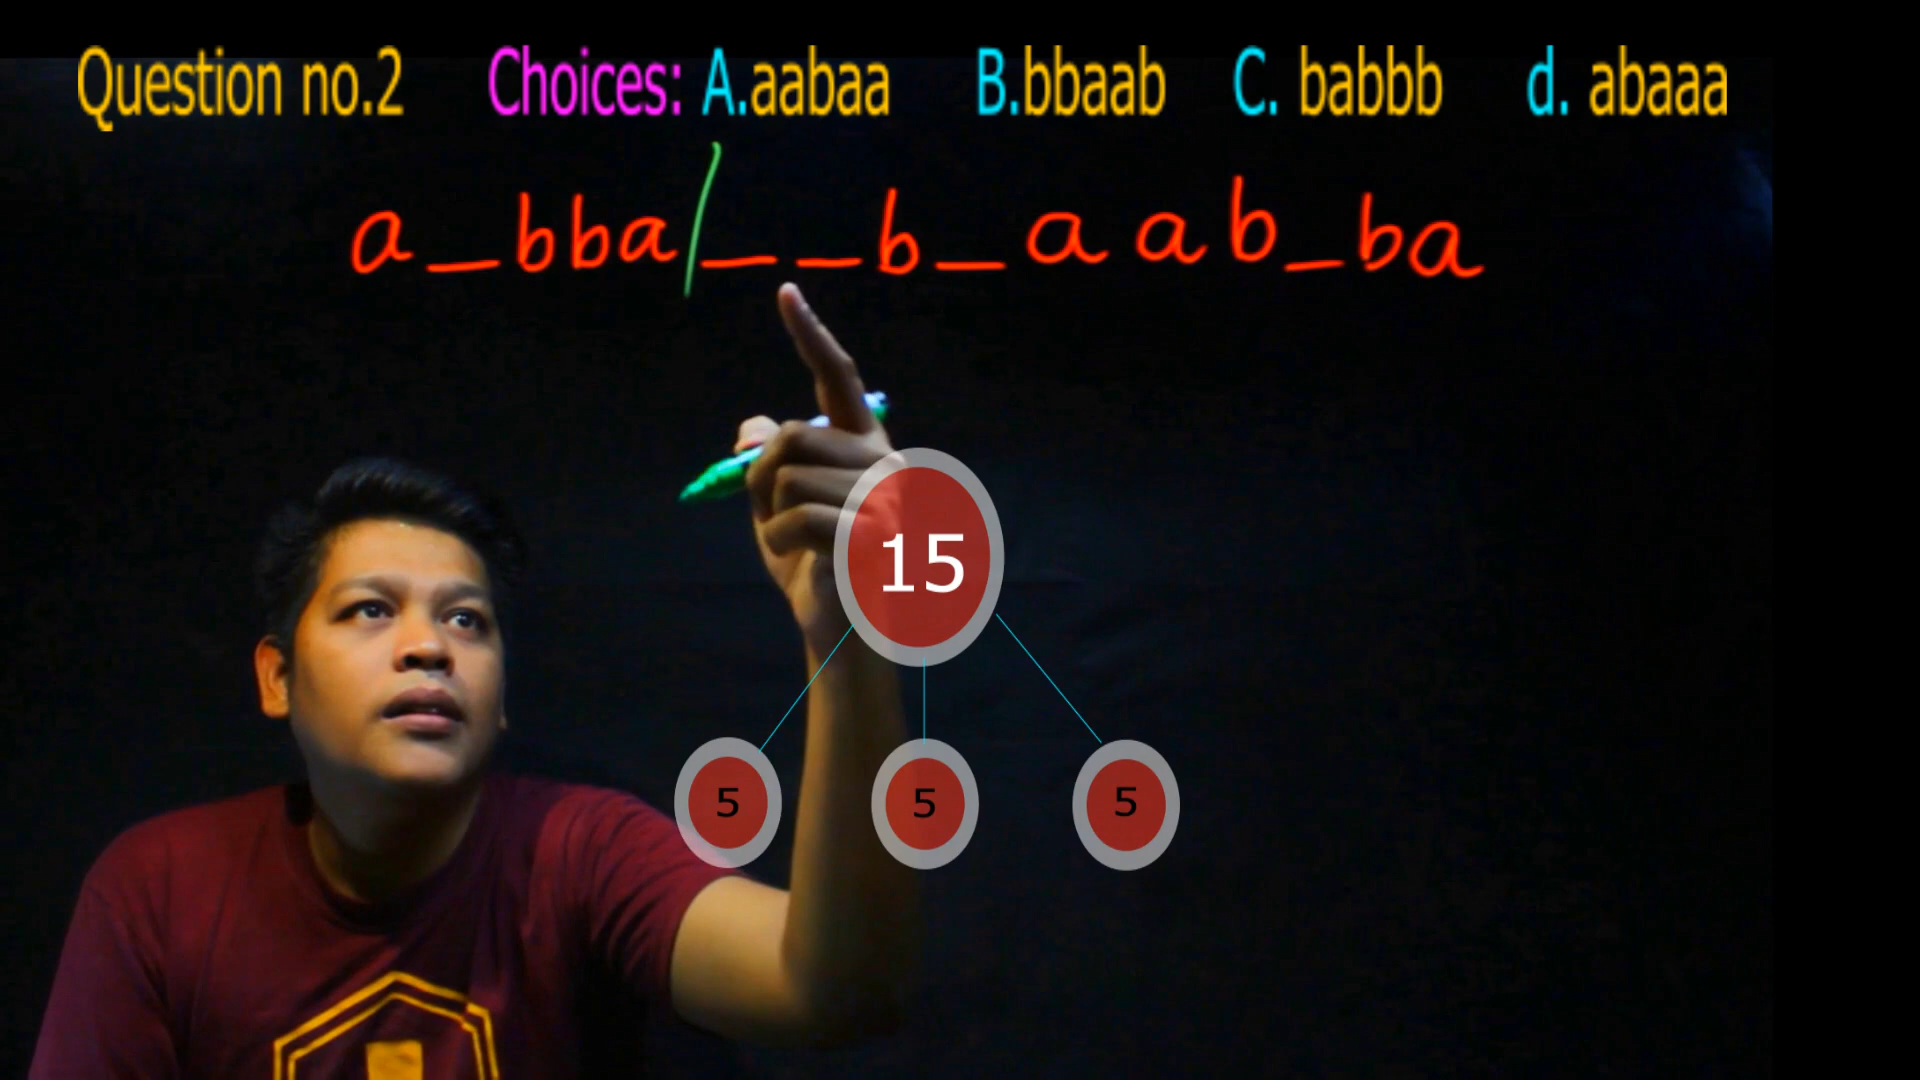 Question no.2 Choices: A.aabaa B.bbaab C. babbb d. abaaa
a_bba/__b_aab_ba
15
5 5 5